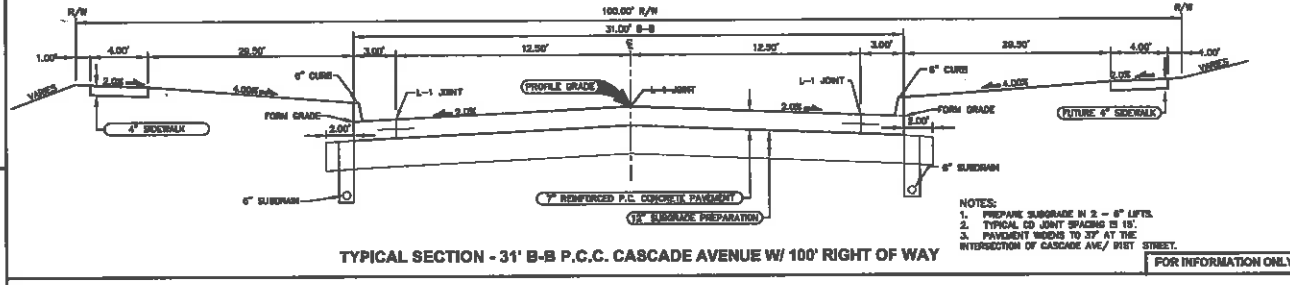 R/W
R/W
100.00' R/W
31.00' B-B
1.00'
4.00'
29.50'
3.00'
12.50'
12.50'
3.00'
29.50'
4.00'
1.00'
VARIES
2.0%
4.00%
6" CURB
L-1 JOINT
PROFILE GRADE
L-1 JOINT
L-1 JOINT
6" CURB
4.00%
2.0%
VARIES
4" SIDEWALK
FORM GRADE
2.0%
2.0%
FORM GRADE
FUTURE 4" SIDEWALK
2.00'
2.00'
6" SUBDRAIN
7" REINFORCED P.C. CONCRETE PAVEMENT
6" SUBDRAIN
12" SUBGRADE PREPARATION
NOTES:
1. PREPARE SUBGRADE IN 2 - 6" LIFTS.
2. TYPICAL CD JOINT SPACING IS 15'.
3. PAVEMENT WIDENS TO 37' AT THE
INTERSECTION OF CASCADE AVE/ 91ST STREET.
TYPICAL SECTION - 31' B-B P.C.C. CASCADE AVENUE W/ 100' RIGHT OF WAY
FOR INFORMATION ONLY